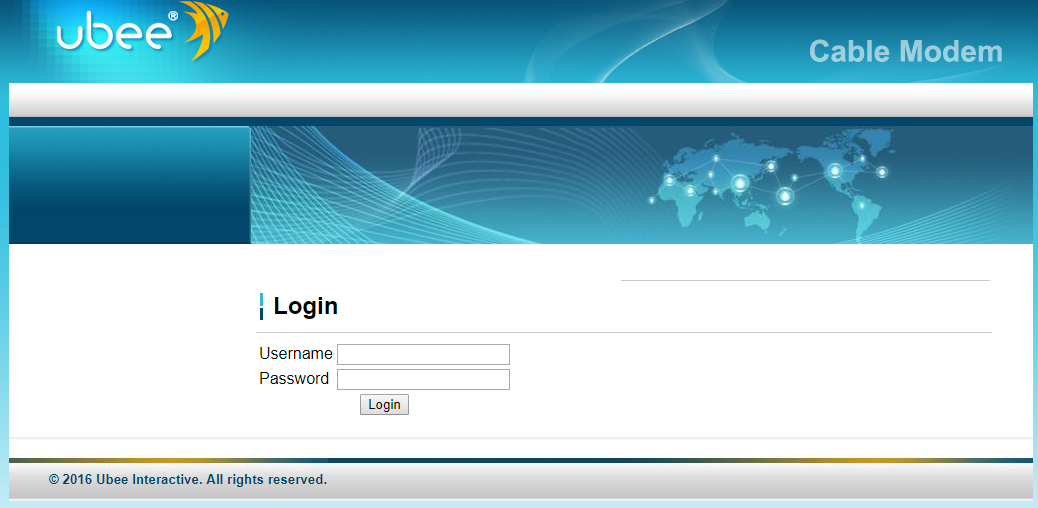 ubee®
Cable Modem
Login
Username
Password
Login
© 2016 Ubee Interactive. All rights reserved.